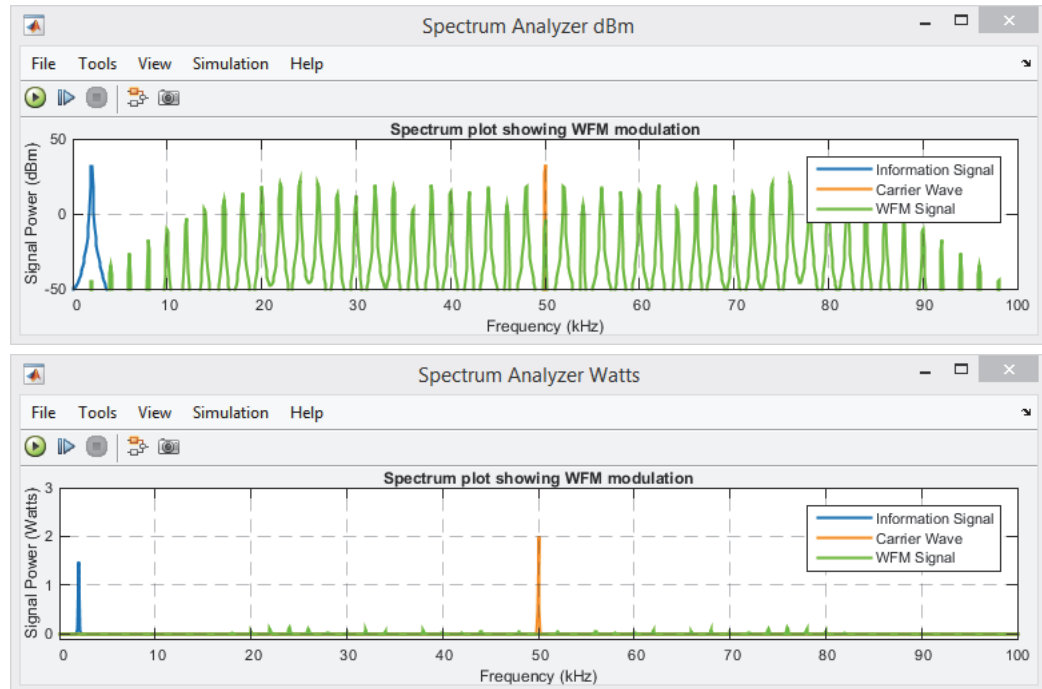 Spectrum Analyzer dBm
File Tools View Simulation Help
Spectrum plot showing WFM modulation
50
0
-50
Signal Power (dBm)
Information Signal
Carrier Wave
WFM Signal
0 10 20 30 40 50 60 70 80 90 100
Frequency (kHz)
Spectrum Analyzer Watts
File Tools View Simulation Help
Spectrum plot showing WFM modulation
3
2
1
0
Signal Power (Watts)
Information Signal
Carrier Wave
WFM Signal
0 10 20 30 40 50 60 70 80 90 100
Frequency (kHz)